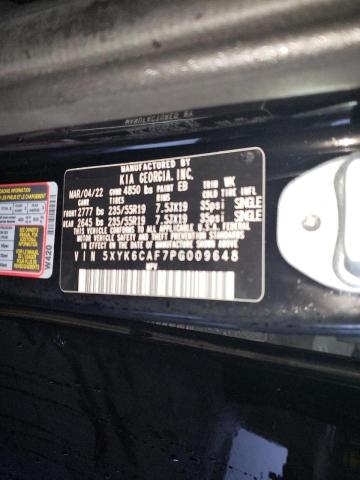 MANUFACTURED BY
KIA GEORGIA, INC.
MAR/04/22 GVWR 4850 lbs PAINT EB TRIM WK
TIRES RIMS COLD TIRE INFL
FRONT 2777 lbs 235/55R19 7.5JX19 35psi SINGLE
REAR 2645 lbs 235/55R19 7.5JX19 35psi SINGLE
THIS VEHICLE CONFORMS TO ALL APPLICABLE U.S.
FEDERAL MOTOR VEHICLE SAFETY, BUMPER, AND THEFT
PREVENTION STANDARDS IN EFFECT ON THE DATE OF
MANUFACTURE SHOWN ABOVE.
MPV
VIN 5XYK6CAF7PG009648
W420